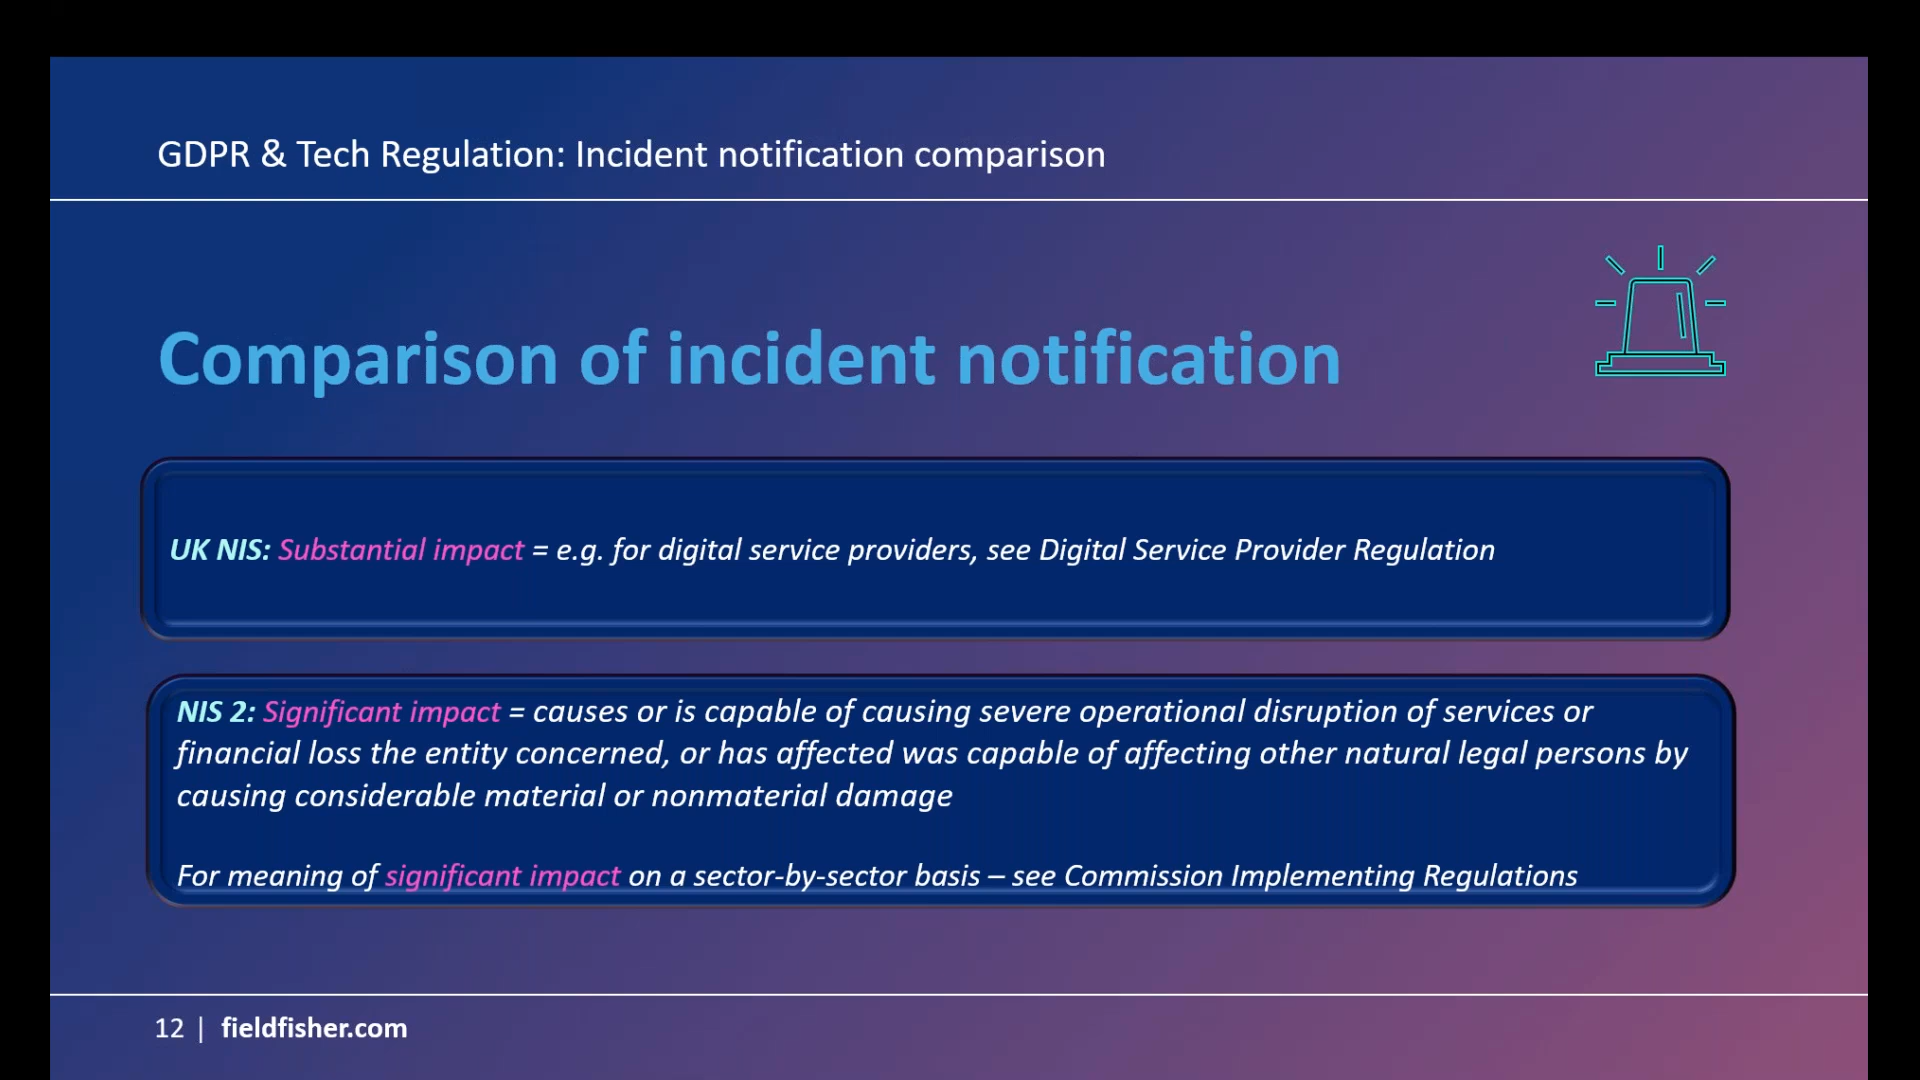 GDPR & Tech Regulation: Incident notification comparison
Comparison of incident notification
UK NIS: Substantial impact = e.g. for digital service providers, see Digital Service Provider Regulation
NIS 2: Significant impact = causes or is capable of causing severe operational disruption of services or
financial loss the entity concerned, or has affected was capable of affecting other natural legal persons by
causing considerable material or nonmaterial damage
For meaning of significant impact on a sector-by-sector basis – see Commission Implementing Regulations
12 | fieldfisher.com